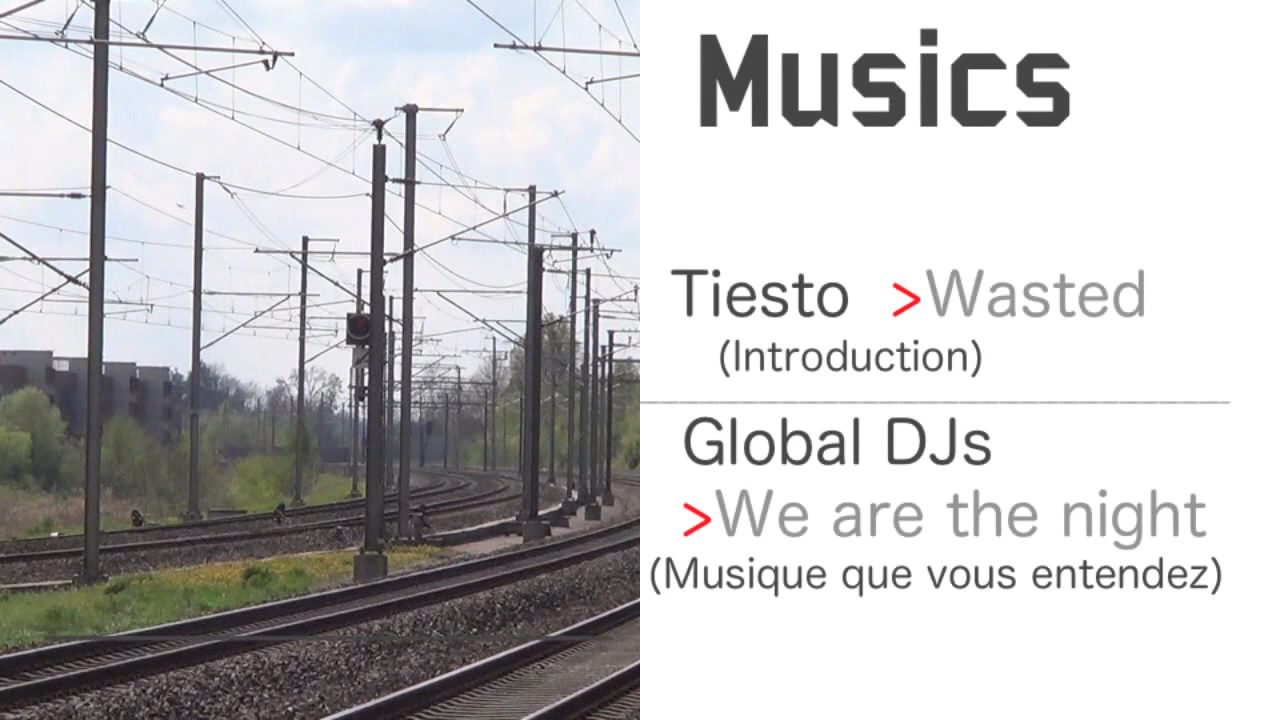 Musics
Tiesto >Wasted
(Introduction)
Global DJs
>We are the night
(Musique que vous entendez)